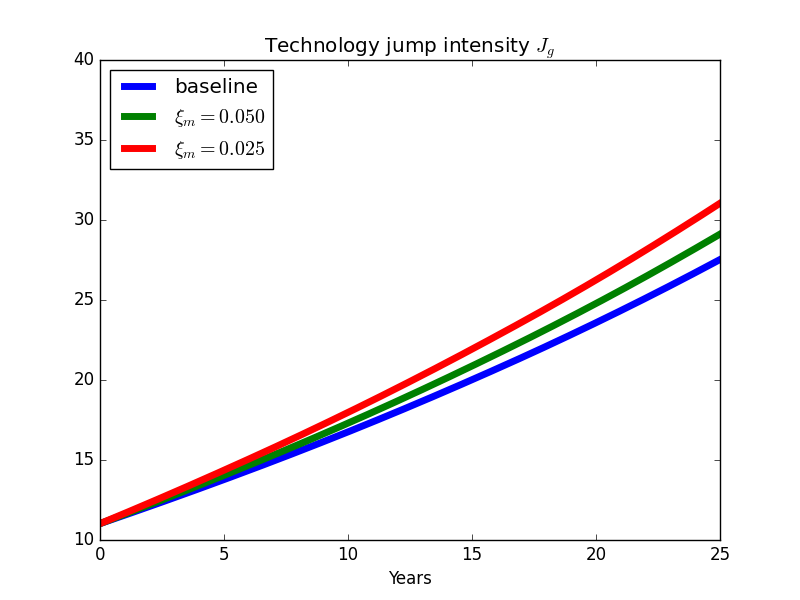 Technology jump intensity $J_g$
40
35
30
25
20
15
10
baseline
$\xi_m = 0.050$
$\xi_m = 0.025$
0 5 10 15 20 25
Years